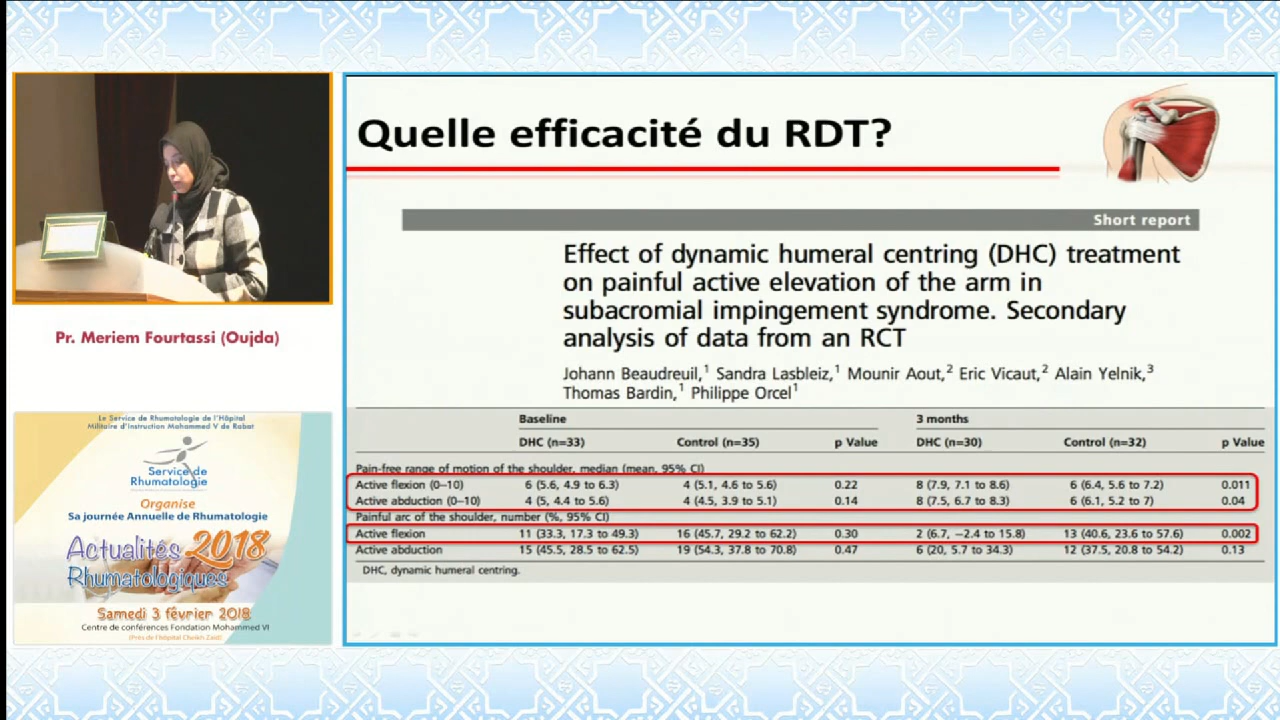 Quelle efficacité du RDT?
Short report
Effect of dynamic humeral centring (DHC) treatment
on painful active elevation of the arm in
subacromial impingement syndrome. Secondary
analysis of data from an RCT
Johann Beaudreuil,1 Sandra Lasbleiz,1 Mounir Aout,2 Eric Vicaut,2 Alain Yelnik,3
Thomas Bardin,1 Philippe Orcel1
Baseline 3 months
DHC (n=33) Control (n=35) p Value DHC (n=30) Control (n=32) p Value
Pain-free range of motion of the shoulder, median (mean, 95% CI)
Active flexion (0–10) 6 (5.6, 4.9 to 6.3) 4 (5.1, 4.6 to 5.6) 0.22 8 (7.9, 7.1 to 8.6) 6 (6.4, 5.6 to 7.2) 0.011
Active abduction (0–10) 4 (5, 4.4 to 5.6) 4 (4.5, 3.9 to 5.1) 0.14 8 (7.5, 6.7 to 8.3) 6 (6.1, 5.2 to 7) 0.04
Painful arc of the shoulder, number (%, 95% CI)
Active flexion 11 (33.3, 17.3 to 49.3) 16 (45.7, 29.2 to 62.2) 0.30 2 (6.7, −2.4 to 15.8) 13 (40.6, 23.6 to 57.6) 0.002
Active abduction 15 (45.5, 28.5 to 62.5) 19 (54.3, 37.8 to 70.8) 0.47 6 (20, 5.7 to 34.3) 12 (37.5, 20.8 to 54.2) 0.13
DHC, dynamic humeral centring.
Pr. Meriem Fourtassi (Oujda)
Le Service de Rhumatologie de l'Hôpital
Militaire d'Instruction Mohammed V de Rabat
Service de
Rhumatologie
Organise
Sa journée Annuelle de Rhumatologie
Actualités 2018
Rhumatologiques
Samedi 3 février 2018
Centre de conférences Fondation Mohammed VI
(Près de l'hôpital Cheikh Zaid)